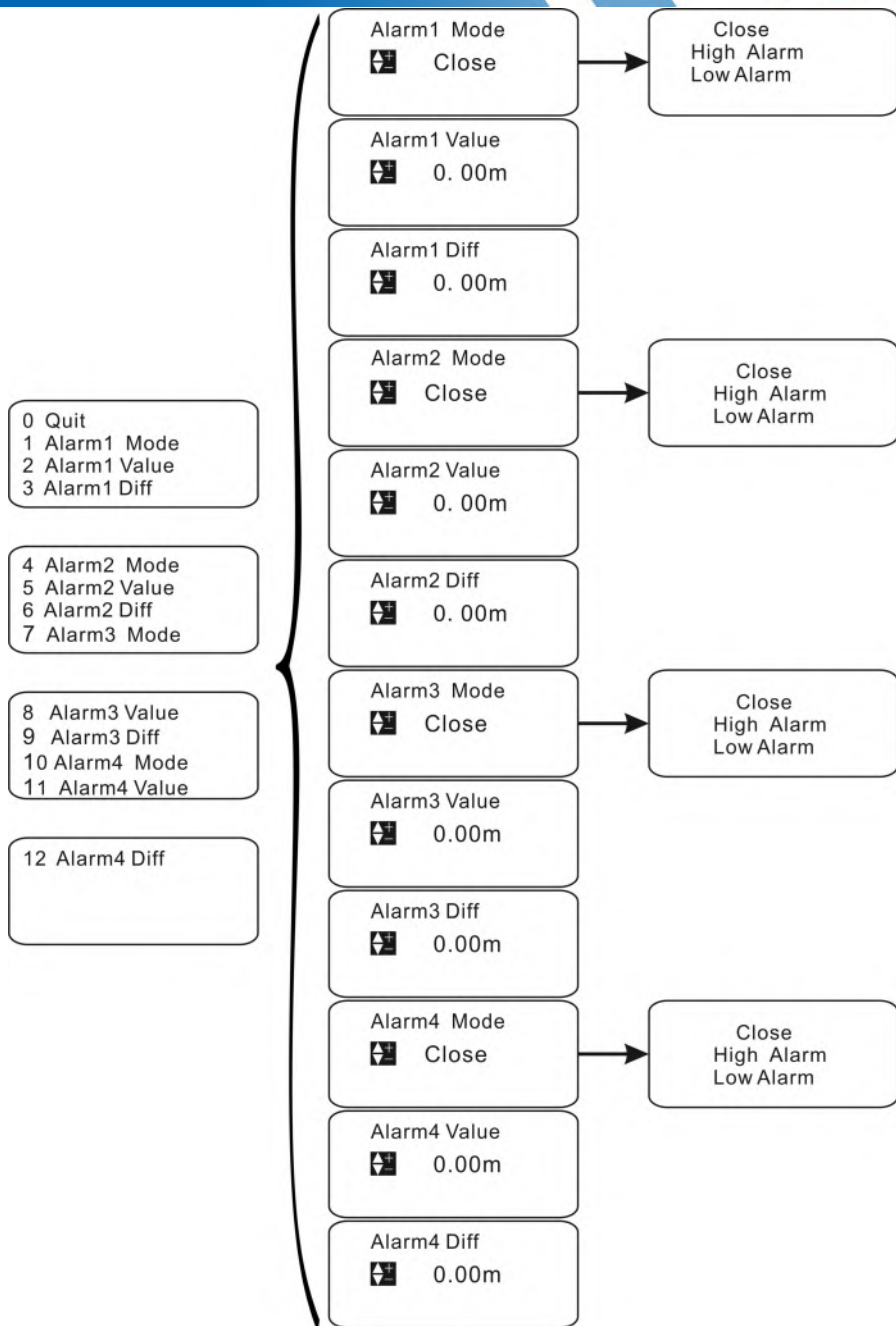 0 Quit
1 Alarm1 Mode
2 Alarm1 Value
3 Alarm1 Diff
4 Alarm2 Mode
5 Alarm2 Value
6 Alarm2 Diff
7 Alarm3 Mode
8 Alarm3 Value
9 Alarm3 Diff
10 Alarm4 Mode
11 Alarm4 Value
12 Alarm4 Diff
Alarm1 Mode
Close
Close
High Alarm
Low Alarm
Alarm1 Value
0. 00m
Alarm1 Diff
0. 00m
Alarm2 Mode
Close
Close
High Alarm
Low Alarm
Alarm2 Value
0. 00m
Alarm2 Diff
0. 00m
Alarm3 Mode
Close
Close
High Alarm
Low Alarm
Alarm3 Value
0.00m
Alarm3 Diff
0.00m
Alarm4 Mode
Close
Close
High Alarm
Low Alarm
Alarm4 Value
0.00m
Alarm4 Diff
0.00m